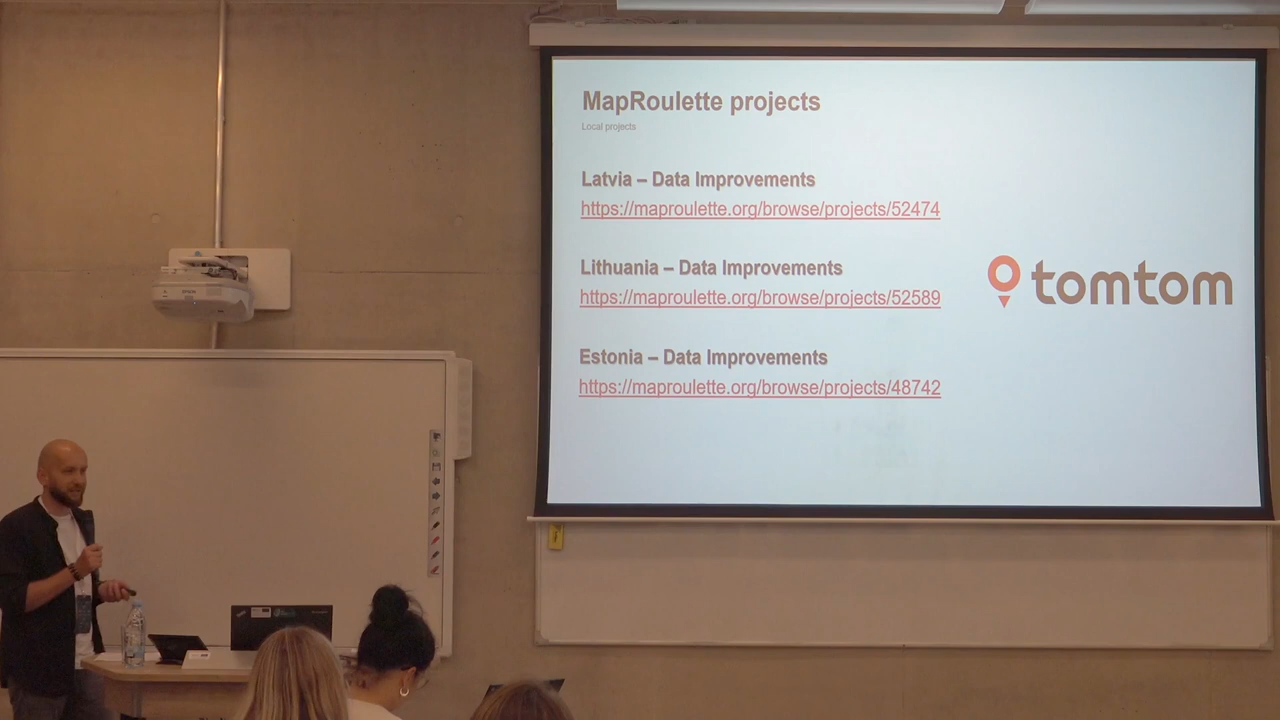 MapRoulette projects
Local projects
Latvia – Data Improvements
https://maproulette.org/browse/projects/52474
Lithuania – Data Improvements
https://maproulette.org/browse/projects/52589
tomtom
Estonia – Data Improvements
https://maproulette.org/browse/projects/48742